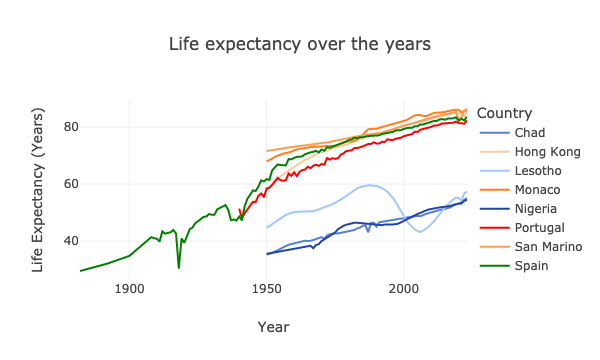 Life expectancy over the years
Life Expectancy (Years)
80
60
40
1900
1950
2000
Year
Country
Chad
Hong Kong
Lesotho
Monaco
Nigeria
Portugal
San Marino
Spain